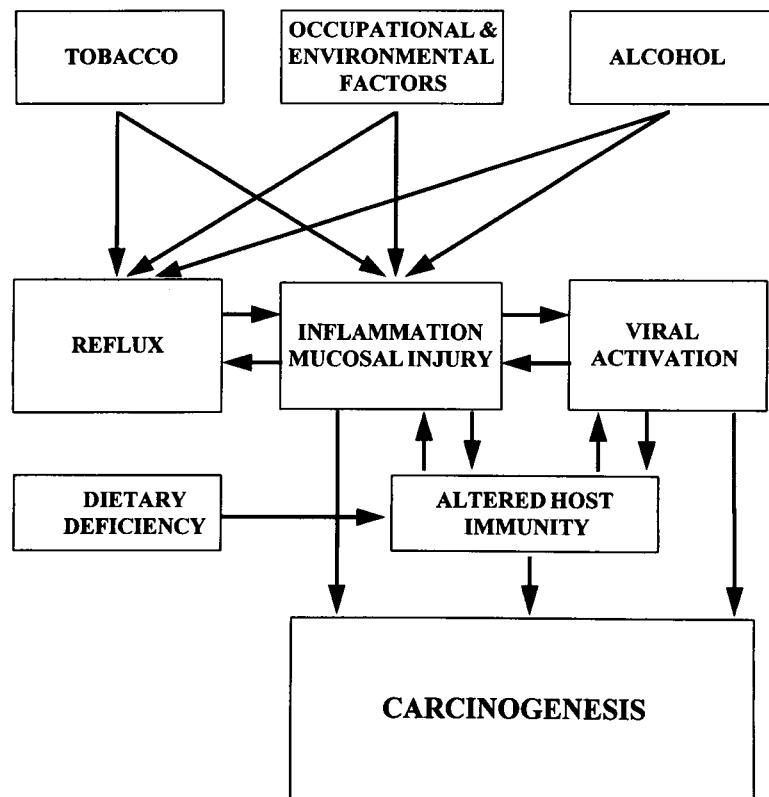 TOBACCO
OCCUPATIONAL &
ENVIRONMENTAL
FACTORS
ALCOHOL
REFLUX
INFLAMMATION
MUCOSAL INJURY
VIRAL
ACTIVATION
DIETARY
DEFICIENCY
ALTERED HOST
IMMUNITY
CARCINOGENESIS